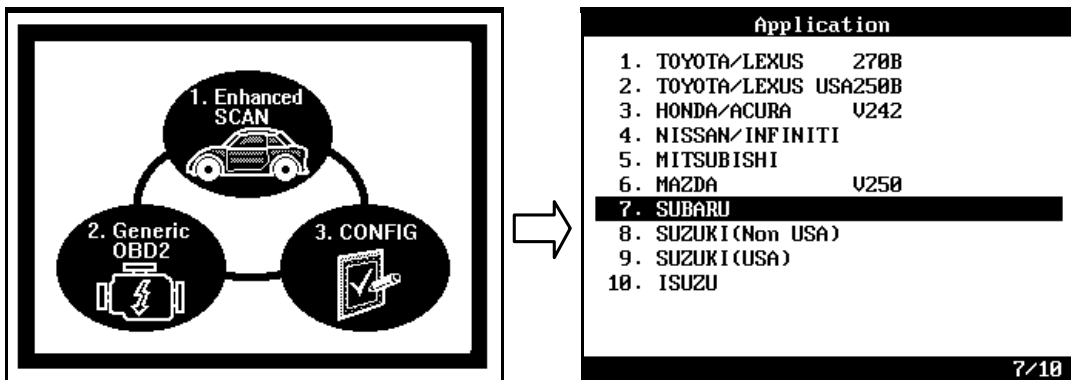 1. Enhanced
SCAN
2. Generic
OBD2
3. CONFIG
Application
1. TOYOTA/LEXUS 270B
2. TOYOTA/LEXUS USA250B
3. HONDA/ACURA V242
4. NISSAN/INFINITI
5. MITSUBISHI
6. MAZDA V250
7. SUBARU
8. SUZUKI(Non USA)
9. SUZUKI(USA)
10. ISUZU
7/10